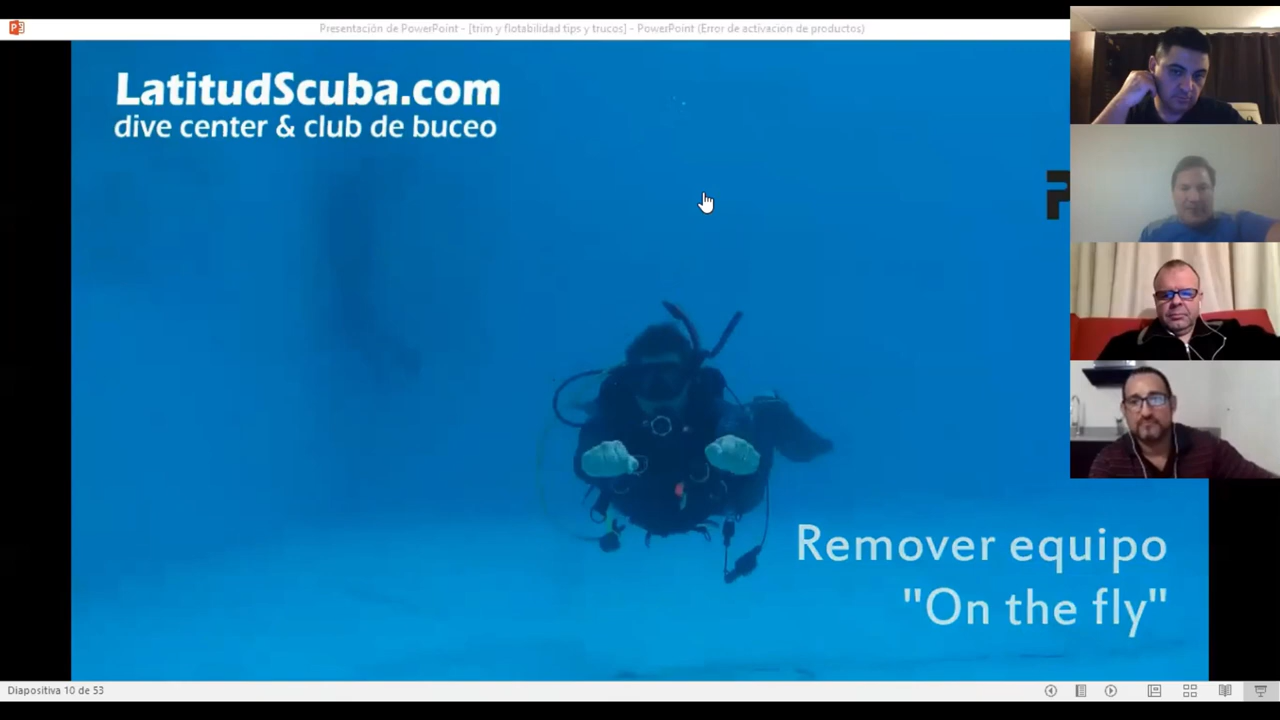 Presentación de PowerPoint - [trim y flotabilidad tips y trucos] - PowerPoint (Error de activación de productos)
LatitudScuba.com
dive center & club de buceo
P
Remover equipo
"On the fly"
Diapositiva 10 de 53